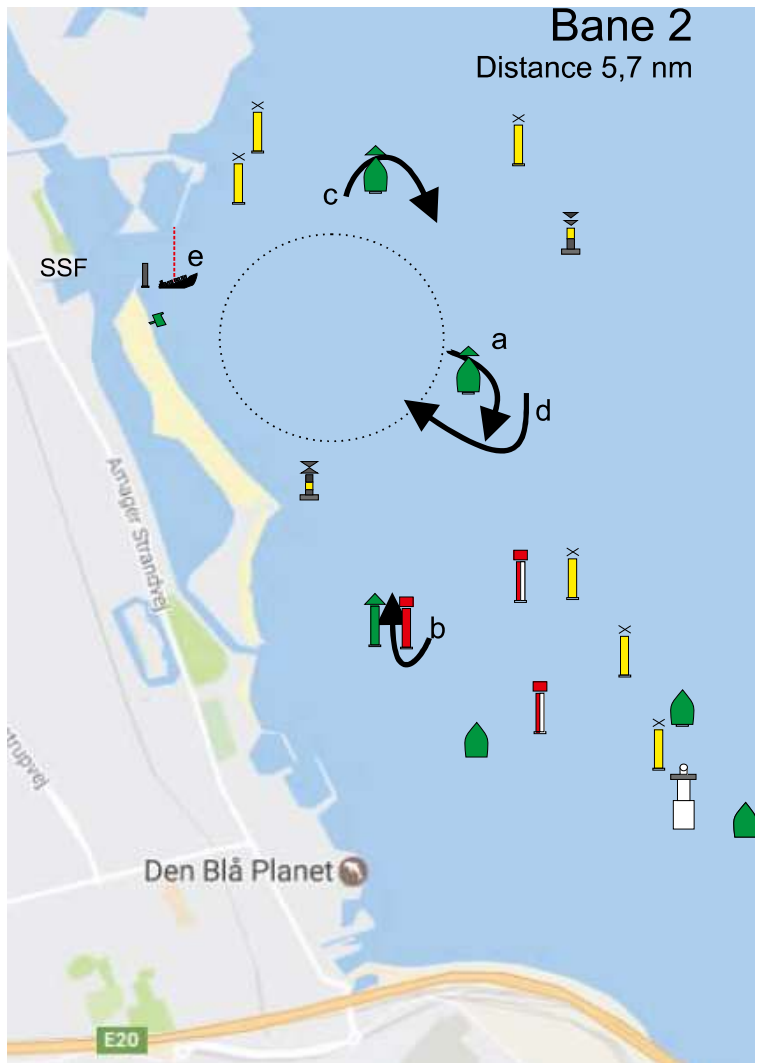 Bane 2
Distance 5,7 nm
c
SSF
e
a
d
Amager Strandvej
b
Den Blå Planet
E20